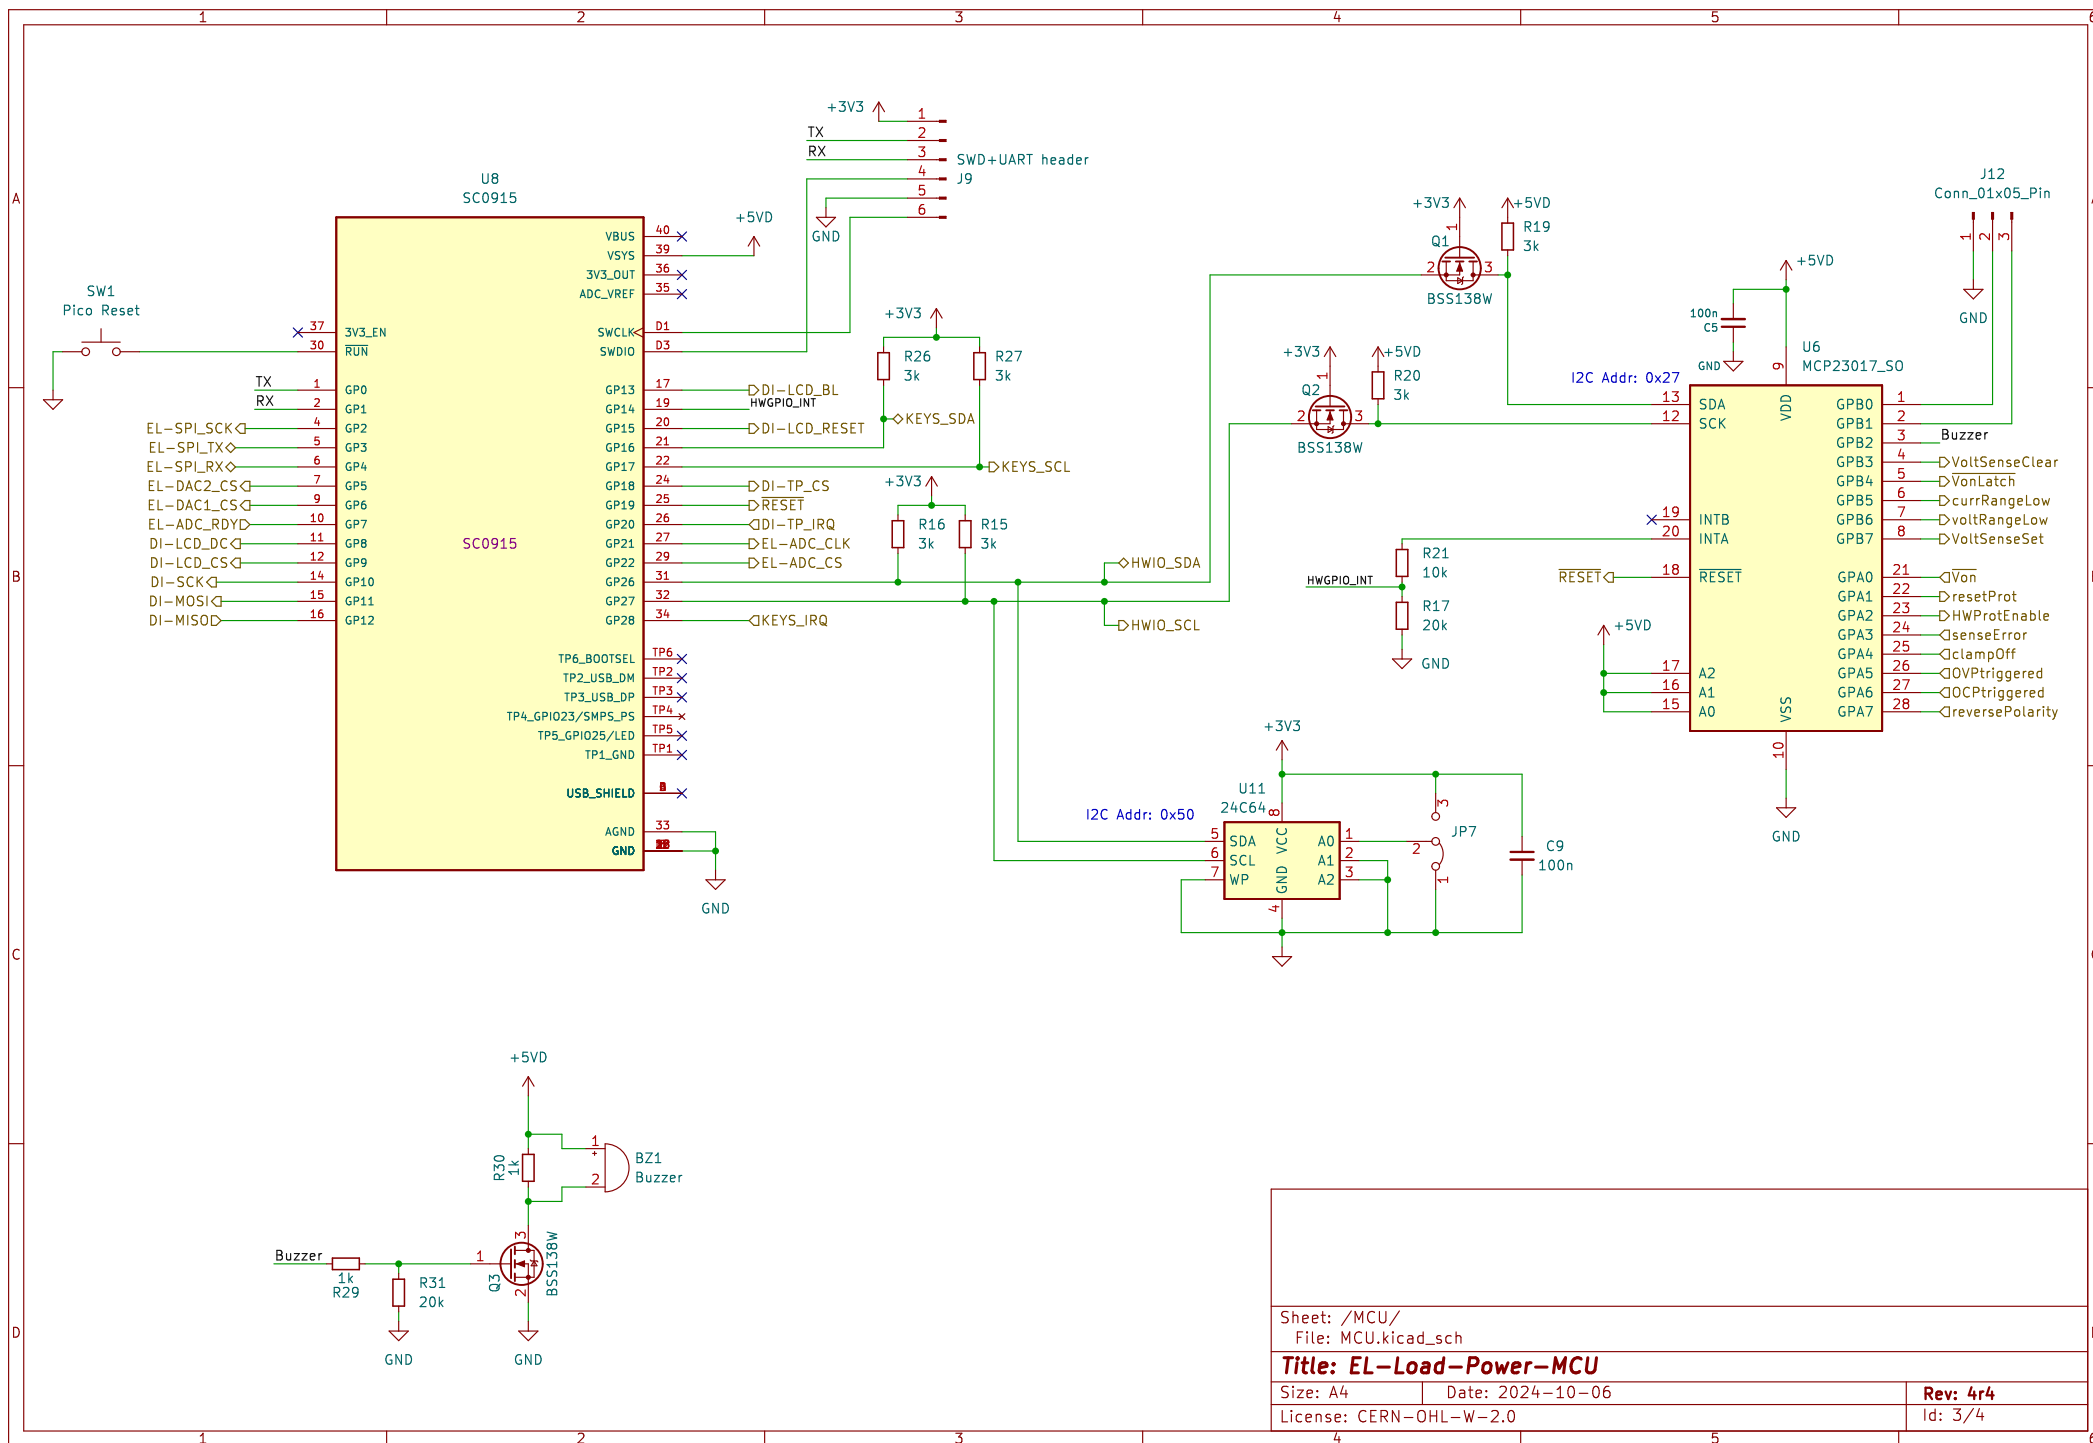 1 2 3 4 5 6
A
B
C
D
+3V3
1
TX
2
RX
3
SWD+UART header
4
J9
5
6
GND
U8
SC0915
SC0915
+5VD
VBUS 40
VSYS 39
3V3_OUT 36
ADC_VREF 35
SWCLK D1
SWDIO D3
GP13 17 DI-LCD_BL
GP14 19 HWGPIO_INT
GP15 20 DI-LCD_RESET
GP16 21
GP17 22
GP18 24 DI-TP_CS
GP19 25 RESET
GP20 26 DI-TP_IRQ
GP21 27 EL-ADC_CLK
GP22 29 EL-ADC_CS
GP26 31
GP27 32
GP28 34 KEYS_IRQ
TP6_BOOTSEL TP6
TP2_USB_DM TP2
TP3_USB_DP TP3
TP4_GPIO23/SMPS_PS TP4
TP5_GPIO25/LED TP5
TP1_GND TP1
USB_SHIELD
AGND 33
GND
GND
SW1
Pico Reset
37 3V3_EN
30 RUN
TX 1 GP0
RX 2 GP1
EL-SPI_SCK 4 GP2
EL-SPI_TX 5 GP3
EL-SPI_RX 6 GP4
EL-DAC2_CS 7 GP5
EL-DAC1_CS 9 GP6
EL-ADC_RDY 10 GP7
DI-LCD_DC 11 GP8
DI-LCD_CS 12 GP9
DI-SCK 14 GP10
DI-MOSI 15 GP11
DI-MISO 16 GP12
+3V3
R26
3k
R27
3k
KEYS_SDA
KEYS_SCL
+3V3
R16
3k
R15
3k
HWIO_SDA
HWIO_SCL
+3V3
+5VD
R19
3k
Q1
1
2 3
BSS138W
+3V3
+5VD
R20
3k
Q2
1
2 3
BSS138W
R21
10k
HWGPIO_INT
R17
20k
GND
J12
Conn_01x05_Pin
1 2 3
GND
+5VD
100n
C5
GND
U6
MCP23017_SO
I2C Addr: 0x27
9
VDD
13 SDA
12 SCK
19 INTB
20 INTA
RESET 18 RESET
+5VD
17 A2
16 A1
15 A0
VSS
10
GND
GPB0 1
GPB1 2
GPB2 3 Buzzer
GPB3 4 VoltSenseClear
GPB4 5 VonLatch
GPB5 6 currRangeLow
GPB6 7 voltRangeLow
GPB7 8 VoltSenseSet
GPA0 21 Von
GPA1 22 resetProt
GPA2 23 HWProtEnable
GPA3 24 senseError
GPA4 25 clampOff
GPA5 26 OVPtriggered
GPA6 27 OCPtriggered
GPA7 28 reversePolarity
+3V3
U11
24C64
I2C Addr: 0x50
8
VCC
5 SDA
6 SCL
7 WP
GND
4
A0 1
A1 2
A2 3
3
2
1
JP7
C9
100n
+5VD
R30
1k
1
+
2
BZ1
Buzzer
Buzzer
1k
R29
R31
20k
1
3
2
Q3
BSS138W
GND
GND
Sheet: /MCU/
File: MCU.kicad_sch
Title: EL-Load-Power-MCU
Size: A4 Date: 2024-10-06 Rev: 4r4
License: CERN-OHL-W-2.0 Id: 3/4
1 2 3 4 5 6